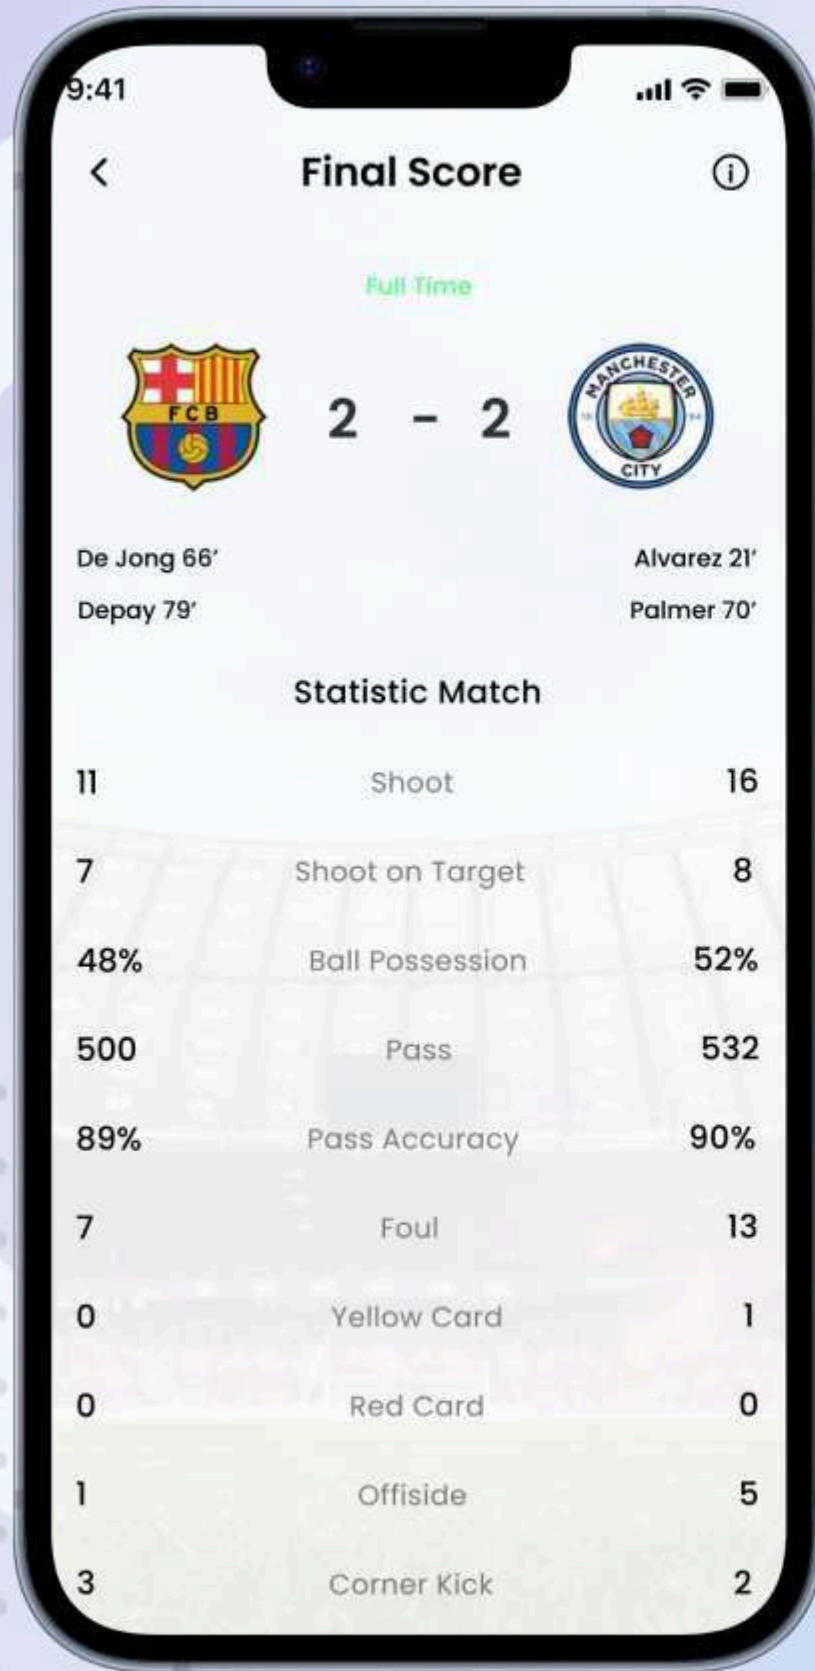 9:41
Final Score
Full Time
FCB
2 - 2
MANCHESTER
CITY
De Jong 66' Alvarez 21'
Depay 79' Palmer 70'
Statistic Match
11 Shoot 16
7 Shoot on Target 8
48% Ball Possession 52%
500 Pass 532
89% Pass Accuracy 90%
7 Foul 13
0 Yellow Card 1
0 Red Card 0
1 Offiside 5
3 Corner Kick 2